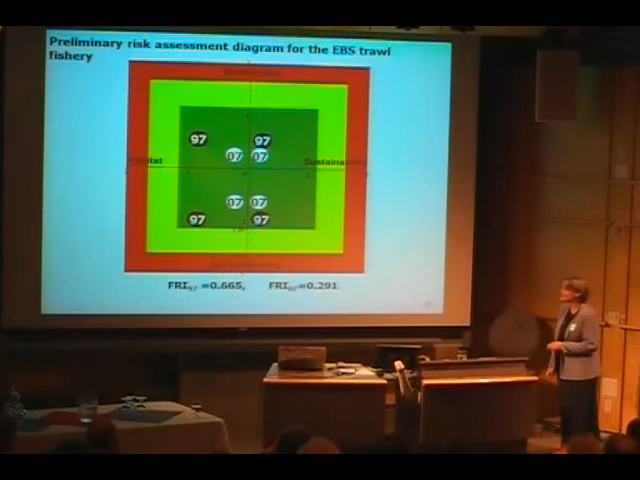 Preliminary risk assessment diagram for the EBS trawl
fishery
97 97
07 07
07 07
97 97
FRI97 =0.665, FRI07=0.291